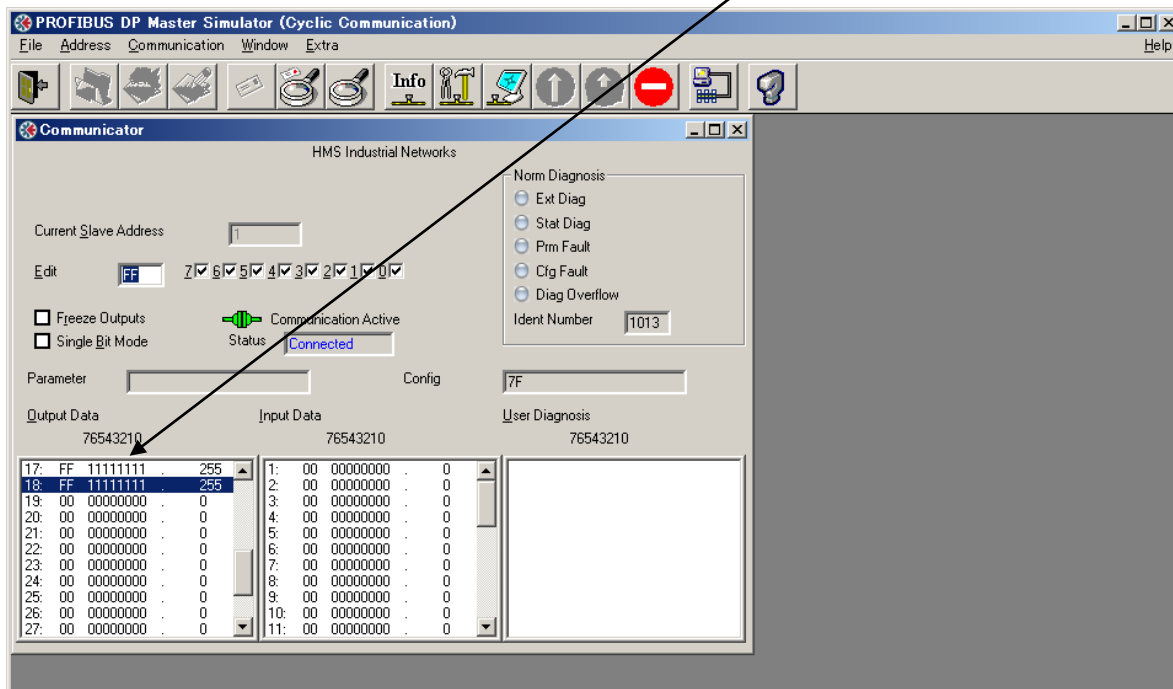 PROFIBUS DP Master Simulator (Cyclic Communication)
File Address Communication Window Extra Help
Info
Communicator
HMS Industrial Networks
Norm Diagnosis
Ext Diag
Stat Diag
Current Slave Address 1
Prm Fault
Edit FF 7 6 5 4 3 2 1 0
Cfg Fault
Diag Overflow
Freeze Outputs Communication Active Ident Number 1013
Single Bit Mode Status Connected
Parameter Config 7F
Output Data Input Data User Diagnosis
76543210 76543210 76543210
17: FF 11111111 . 255 1: 00 00000000 . 0
18: FF 11111111 . 255 2: 00 00000000 . 0
19: 00 00000000 . 0 3: 00 00000000 . 0
20: 00 00000000 . 0 4: 00 00000000 . 0
21: 00 00000000 . 0 5: 00 00000000 . 0
22: 00 00000000 . 0 6: 00 00000000 . 0
23: 00 00000000 . 0 7: 00 00000000 . 0
24: 00 00000000 . 0 8: 00 00000000 . 0
25: 00 00000000 . 0 9: 00 00000000 . 0
26: 00 00000000 . 0 10: 00 00000000 . 0
27: 00 00000000 . 0 11: 00 00000000 . 0